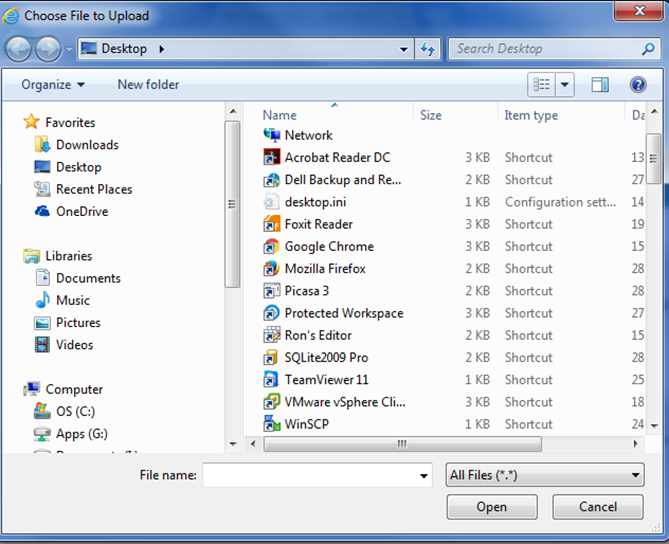 Choose File to Upload
Desktop
Search Desktop
Organize
New folder
Name Size Item type Da
Favorites
Downloads
Desktop
Recent Places
OneDrive
Libraries
Documents
Music
Pictures
Videos
Computer
OS (C:)
Apps (G:)
Network
Acrobat Reader DC 3 KB Shortcut 13
Dell Backup and Re... 2 KB Shortcut 27
desktop.ini 1 KB Configuration sett... 14
Foxit Reader 3 KB Shortcut 19
Google Chrome 3 KB Shortcut 15
Mozilla Firefox 2 KB Shortcut 28
Picasa 3 2 KB Shortcut 28
Protected Workspace 3 KB Shortcut 27
Ron's Editor 2 KB Shortcut 15
SQLite2009 Pro 2 KB Shortcut 28
TeamViewer 11 1 KB Shortcut 25
VMware vSphere Cli... 3 KB Shortcut 18
WinSCP 1 KB Shortcut 24
File name:
All Files (*.*)
Open
Cancel